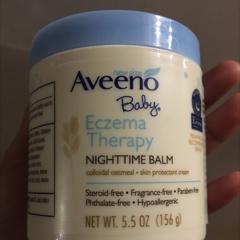 Aveeno
Baby
Eczema
Therapy
NIGHTTIME BALM
colloidal oatmeal • skin protectant cream
Steroid-free • Fragrance-free • Paraben-free
Phthalate-free • Hypoallergenic
NET WT. 5.5 OZ (156 g)